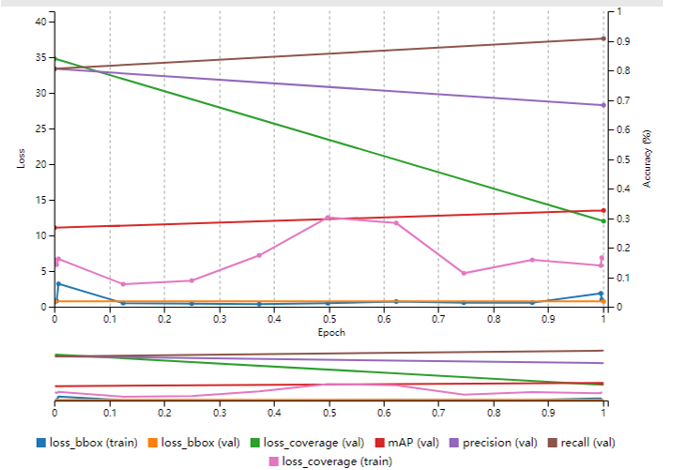 40
35
30
25
20
15
10
5
0
Loss
1
0.9
0.8
0.7
0.6
0.5
0.4
0.3
0.2
0.1
0
Accuracy (%)
0 0.1 0.2 0.3 0.4 0.5 0.6 0.7 0.8 0.9 1
Epoch
0 0.1 0.2 0.3 0.4 0.5 0.6 0.7 0.8 0.9 1
loss_bbox (train) loss_bbox (val) loss_coverage (val) mAP (val) precision (val) recall (val)
loss_coverage (train)